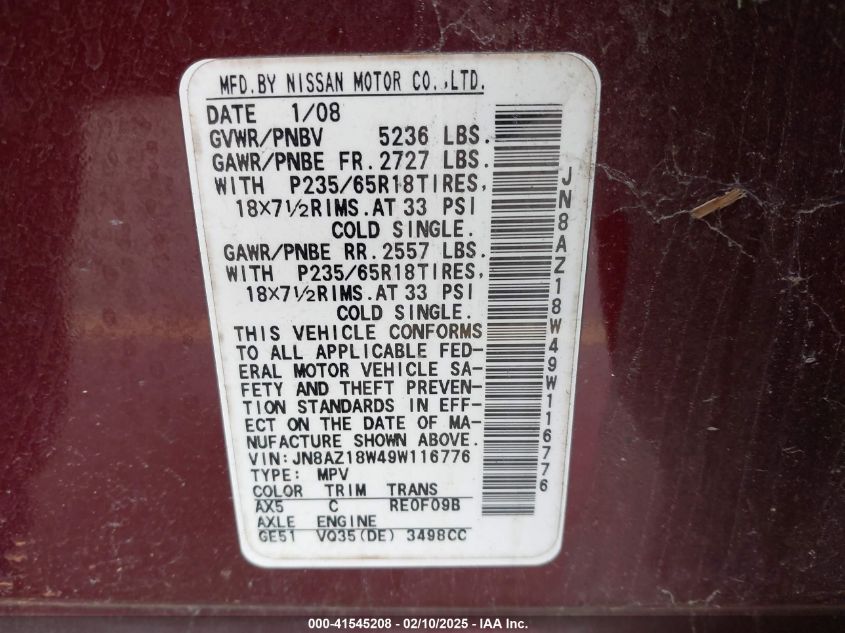 MFD.BY NISSAN MOTOR CO.,LTD.
DATE 1/08
GVWR/PNBV 5236 LBS.
GAWR/PNBE FR.2727 LBS.
WITH P235/65R18TIRES,
18X7½RIMS.AT 33 PSI
COLD SINGLE.
GAWR/PNBE RR.2557 LBS.
WITH P235/65R18TIRES,
18X7½RIMS.AT 33 PSI
COLD SINGLE.
THIS VEHICLE CONFORMS
TO ALL APPLICABLE FED-
ERAL MOTOR VEHICLE SA-
FETY AND THEFT PREVEN-
TION STANDARDS IN EFF-
ECT ON THE DATE OF MA-
NUFACTURE SHOWN ABOVE.
VIN:JN8AZ18W49W116776
TYPE: MPV
COLOR TRIM TRANS
AX5 C RE0F09B
AXLE ENGINE
GE51 VQ35(DE) 3498CC
JN8AZ18W49W116776
000-41545208 - 02/10/2025 - IAA Inc.